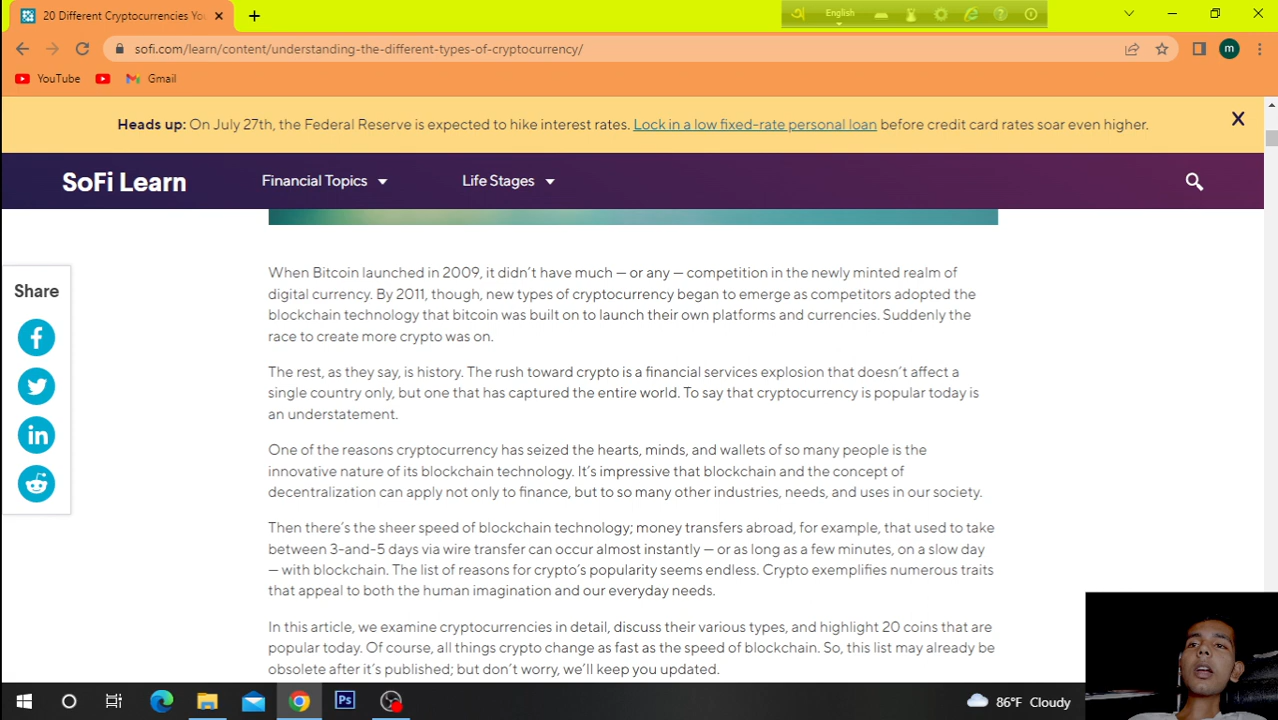 20 Different Cryptocurrencies Yo
English
sofi.com/learn/content/understanding-the-different-types-of-cryptocurrency/
m
YouTube
Gmail
Heads up: On July 27th, the Federal Reserve is expected to hike interest rates. Lock in a low fixed-rate personal loan before credit card rates soar even higher.
SoFi Learn
Financial Topics
Life Stages
Share
When Bitcoin launched in 2009, it didn't have much — or any — competition in the newly minted realm of
digital currency. By 2011, though, new types of cryptocurrency began to emerge as competitors adopted the
blockchain technology that bitcoin was built on to launch their own platforms and currencies. Suddenly the
race to create more crypto was on.
The rest, as they say, is history. The rush toward crypto is a financial services explosion that doesn't affect a
single country only, but one that has captured the entire world. To say that cryptocurrency is popular today is
an understatement.
One of the reasons cryptocurrency has seized the hearts, minds, and wallets of so many people is the
innovative nature of its blockchain technology. It's impressive that blockchain and the concept of
decentralization can apply not only to finance, but to so many other industries, needs, and uses in our society.
Then there's the sheer speed of blockchain technology; money transfers abroad, for example, that used to take
between 3-and-5 days via wire transfer can occur almost instantly — or as long as a few minutes, on a slow day
— with blockchain. The list of reasons for crypto's popularity seems endless. Crypto exemplifies numerous traits
that appeal to both the human imagination and our everyday needs.
In this article, we examine cryptocurrencies in detail, discuss their various types, and highlight 20 coins that are
popular today. Of course, all things crypto change as fast as the speed of blockchain. So, this list may already be
obsolete after it's published; but don't worry, we'll keep you updated.
Ps
86°F Cloudy